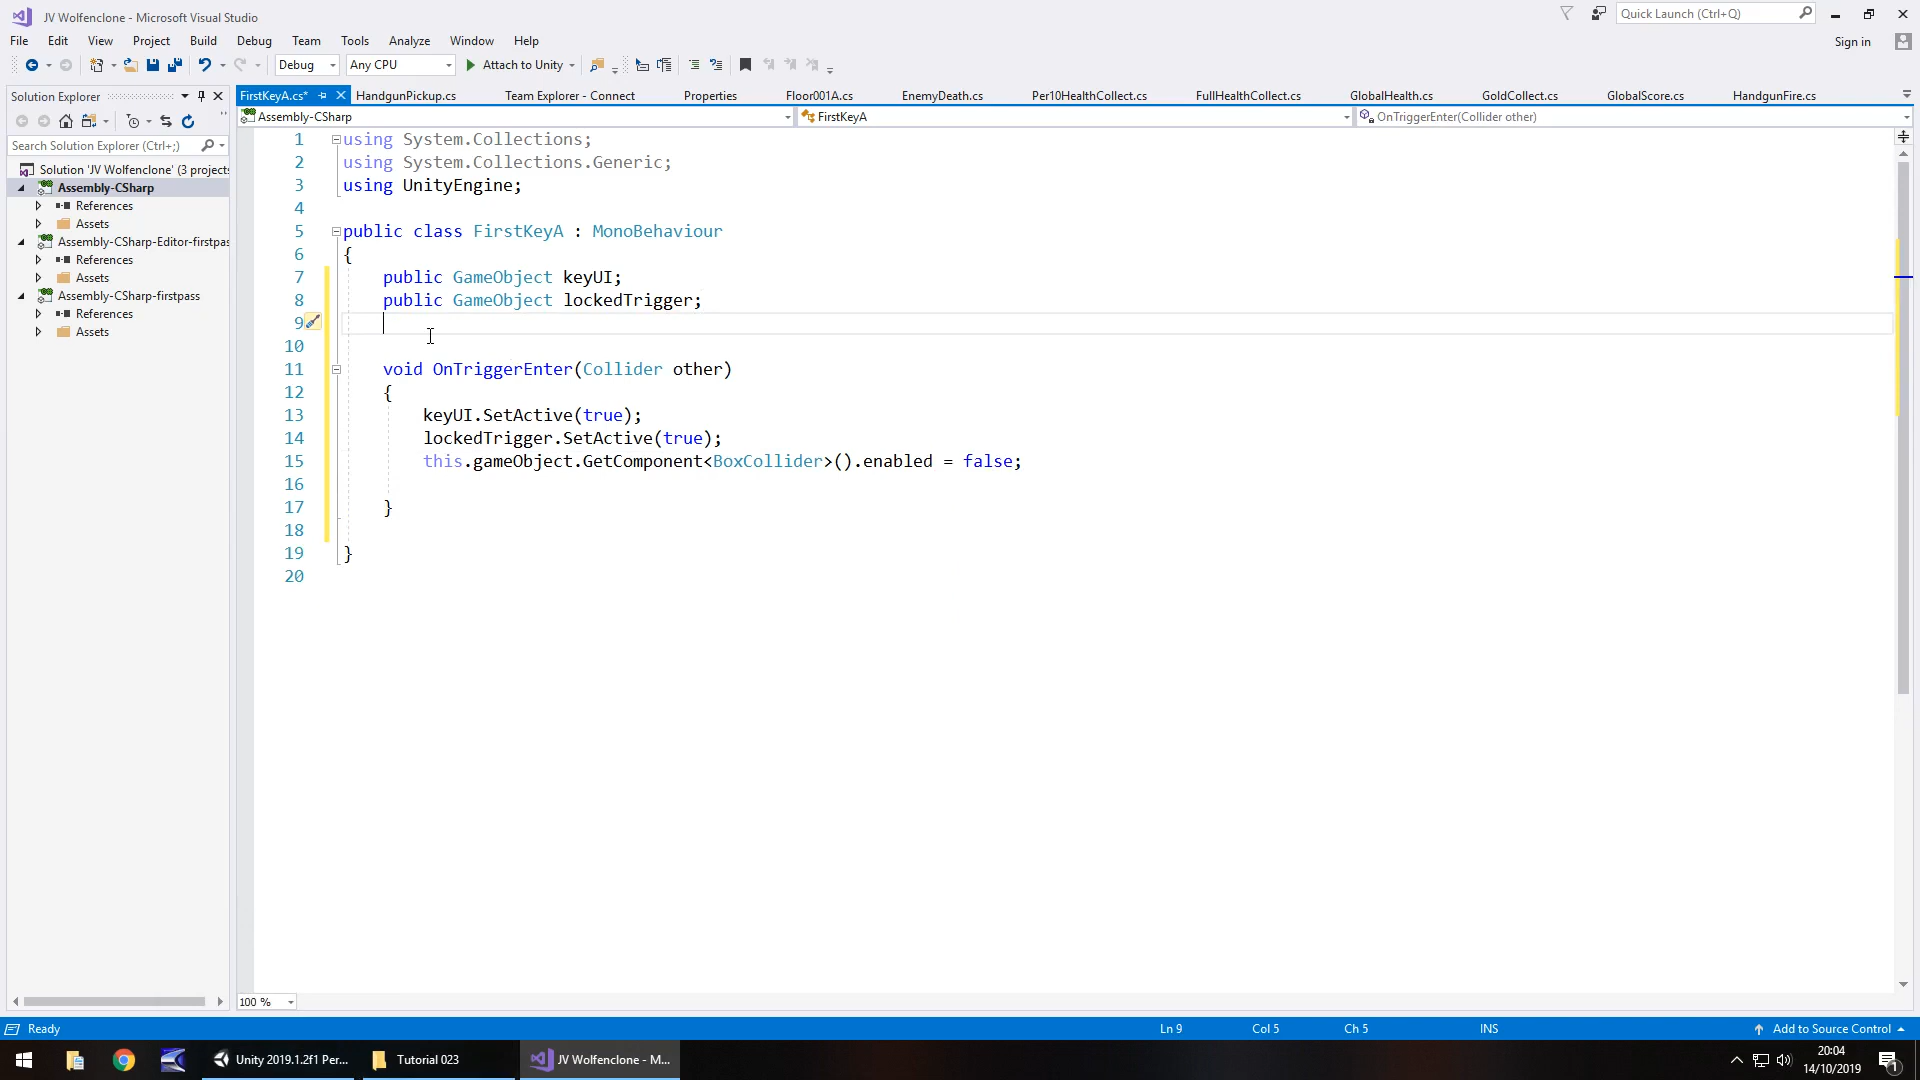 JV Wolfenclone - Microsoft Visual Studio
Quick Launch (Ctrl+Q)
File Edit View Project Build Debug Team Tools Analyze Window Help
Sign in
Debug Any CPU Attach to Unity
Solution Explorer
FirstKeyA.cs* HandgunPickup.cs Team Explorer - Connect Properties Floor001A.cs EnemyDeath.cs Per10HealthCollect.cs FullHealthCollect.cs GlobalHealth.cs GoldCollect.cs GlobalScore.cs HandgunFire.cs
Assembly-CSharp FirstKeyA OnTriggerEnter(Collider other)
Search Solution Explorer (Ctrl+;)
Solution 'JV Wolfenclone' (3 projects
Assembly-CSharp
References
Assets
Assembly-CSharp-Editor-firstpas
References
Assets
Assembly-CSharp-firstpass
References
Assets
1 using System.Collections;
2 using System.Collections.Generic;
3 using UnityEngine;
4
5 public class FirstKeyA : MonoBehaviour
6 {
7 public GameObject keyUI;
8 public GameObject lockedTrigger;
9
10
11 void OnTriggerEnter(Collider other)
12 {
13 keyUI.SetActive(true);
14 lockedTrigger.SetActive(true);
15 this.gameObject.GetComponent<BoxCollider>().enabled = false;
16
17 }
18
19 }
20
100 %
Ready Ln 9 Col 5 Ch 5 INS Add to Source Control
Unity 2019.1.2f1 Per... Tutorial 023 JV Wolfenclone - M...
20:04
14/10/2019
1